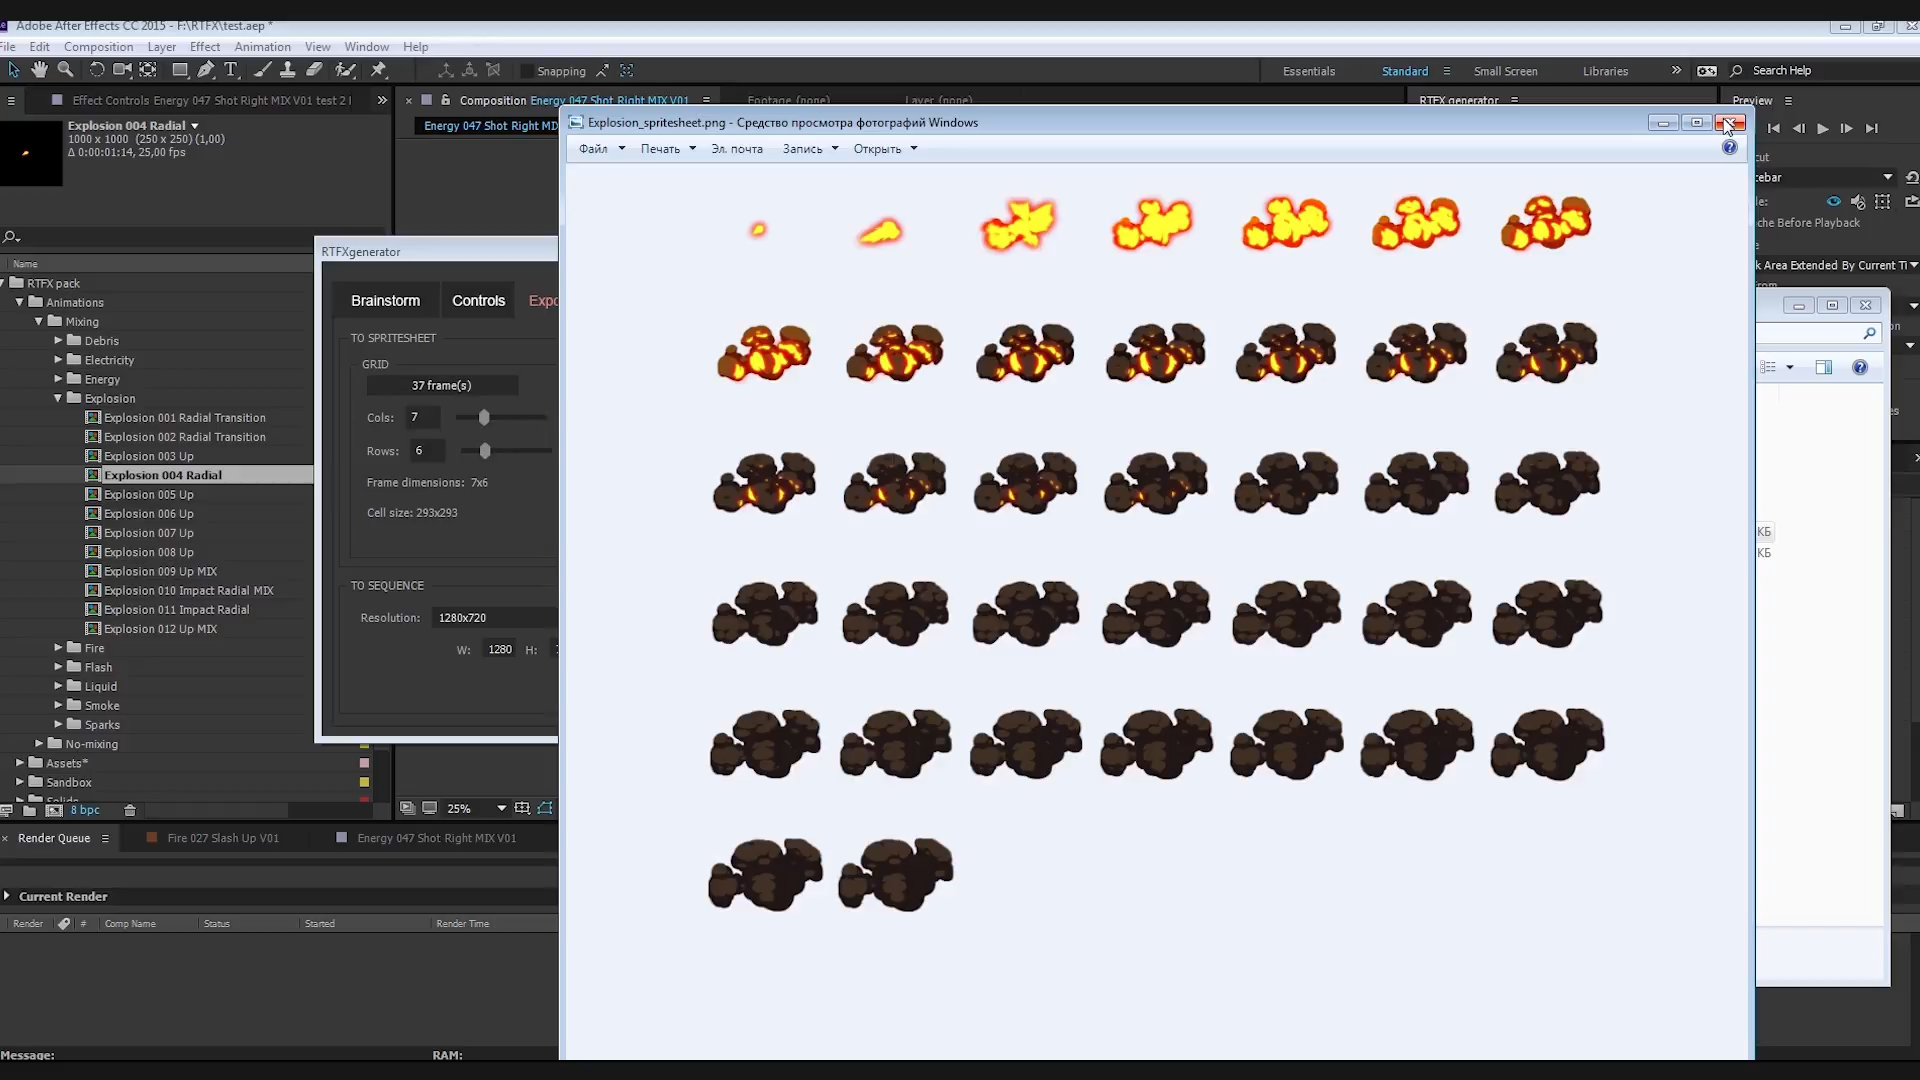 Adobe After Effects CC 2015 - F:\RTFX\test.aep *
File Edit Composition Layer Effect Animation View Window Help
Snapping
Essentials Standard Small Screen Libraries Search Help
Effect Controls Energy 047 Shot Right MIX V01 test 2
Composition Energy 047 Shot Right MIX V01
Footage (none)
Layer (none)
RTFX generator
Preview
Energy 047 Shot Right MI
Explosion 004 Radial
1000 x 1000 (250 x 250) (1,00)
Δ 0:00:01:14, 25,00 fps
Explosion_spritesheet.png - Средство просмотра фотографий Windows
Файл Печать Эл. почта Запись Открыть
Name
RTFX pack
Animations
Mixing
Debris
Electricity
Energy
Explosion
Explosion 001 Radial Transition
Explosion 002 Radial Transition
Explosion 003 Up
Explosion 004 Radial
Explosion 005 Up
Explosion 006 Up
Explosion 007 Up
Explosion 008 Up
Explosion 009 Up MIX
Explosion 010 Impact Radial MIX
Explosion 011 Impact Radial
Explosion 012 Up MIX
Fire
Flash
Liquid
Smoke
Sparks
No-mixing
Assets*
Sandbox
Solids
8 bpc
RTFXgenerator
Brainstorm Controls Expo
TO SPRITESHEET
GRID
37 frame(s)
Cols: 7
Rows: 6
Frame dimensions: 7x6
Cell size: 293x293
TO SEQUENCE
Resolution: 1280x720
W: 1280 H:
25%
cut
cebar
de:
che Before Playback
k Area Extended By Current Ti
From
КБ
КБ
Render Queue
Fire 027 Slash Up V01
Energy 047 Shot Right MIX V01
Current Render
Render # Comp Name Status Started Render Time
Message:
RAM: